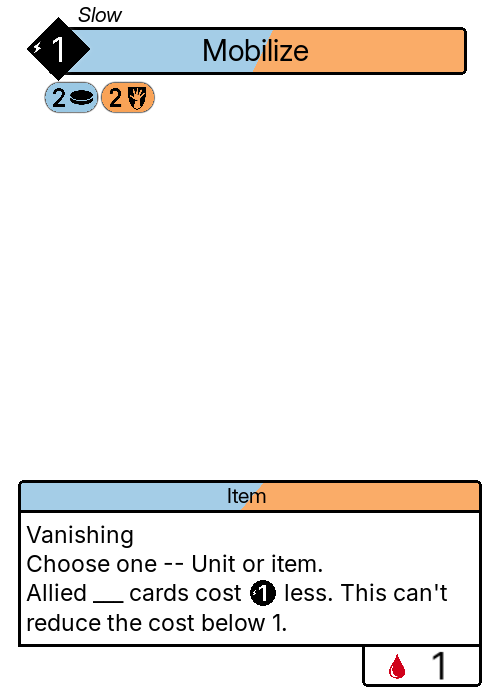 Slow
1 Mobilize
2 2
Item
Vanishing
Choose one -- Unit or item.
Allied ___ cards cost 1 less. This can't
reduce the cost below 1.
1